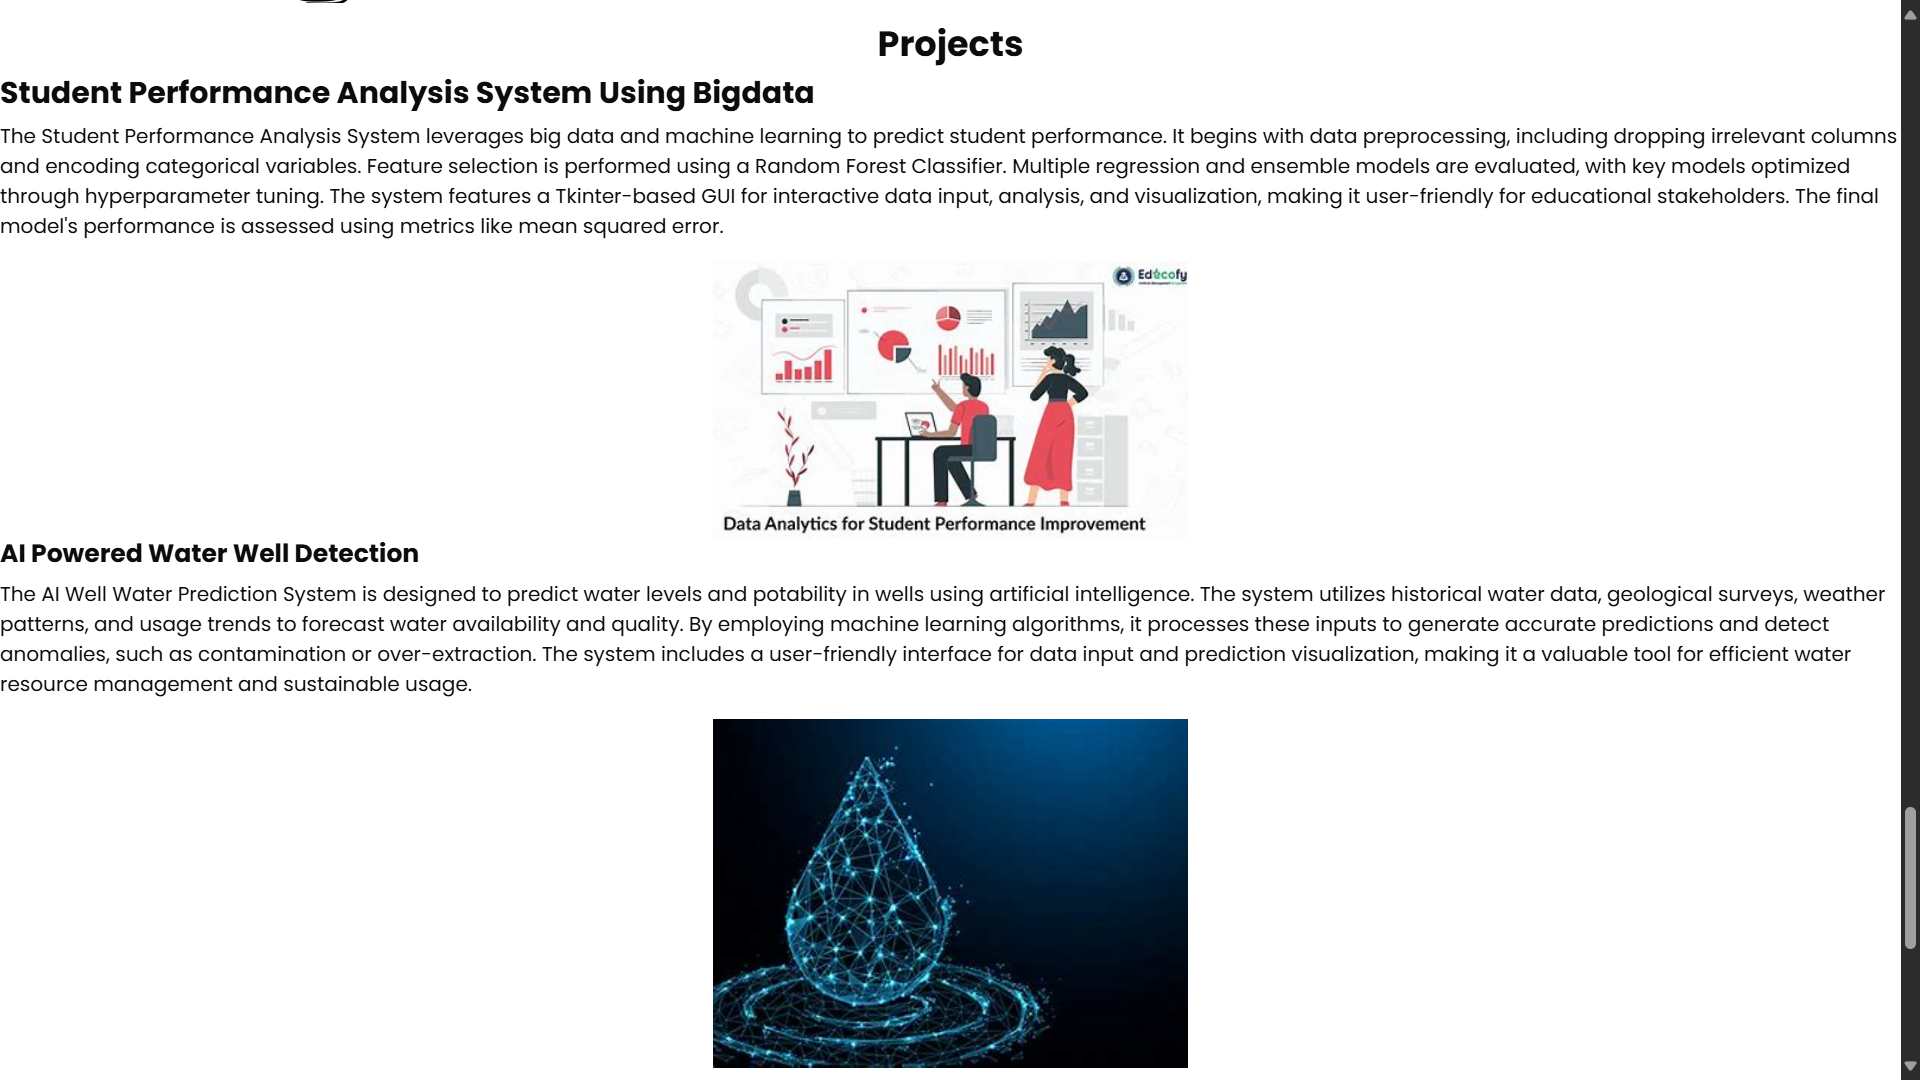 Projects
Student Performance Analysis System Using Bigdata
The Student Performance Analysis System leverages big data and machine learning to predict student performance. It begins with data preprocessing, including dropping irrelevant columns
and encoding categorical variables. Feature selection is performed using a Random Forest Classifier. Multiple regression and ensemble models are evaluated, with key models optimized
through hyperparameter tuning. The system features a Tkinter-based GUI for interactive data input, analysis, and visualization, making it user-friendly for educational stakeholders. The final
model's performance is assessed using metrics like mean squared error.
Edecofy
Data Analytics for Student Performance Improvement
AI Powered Water Well Detection
The AI Well Water Prediction System is designed to predict water levels and potability in wells using artificial intelligence. The system utilizes historical water data, geological surveys, weather
patterns, and usage trends to forecast water availability and quality. By employing machine learning algorithms, it processes these inputs to generate accurate predictions and detect
anomalies, such as contamination or over-extraction. The system includes a user-friendly interface for data input and prediction visualization, making it a valuable tool for efficient water
resource management and sustainable usage.